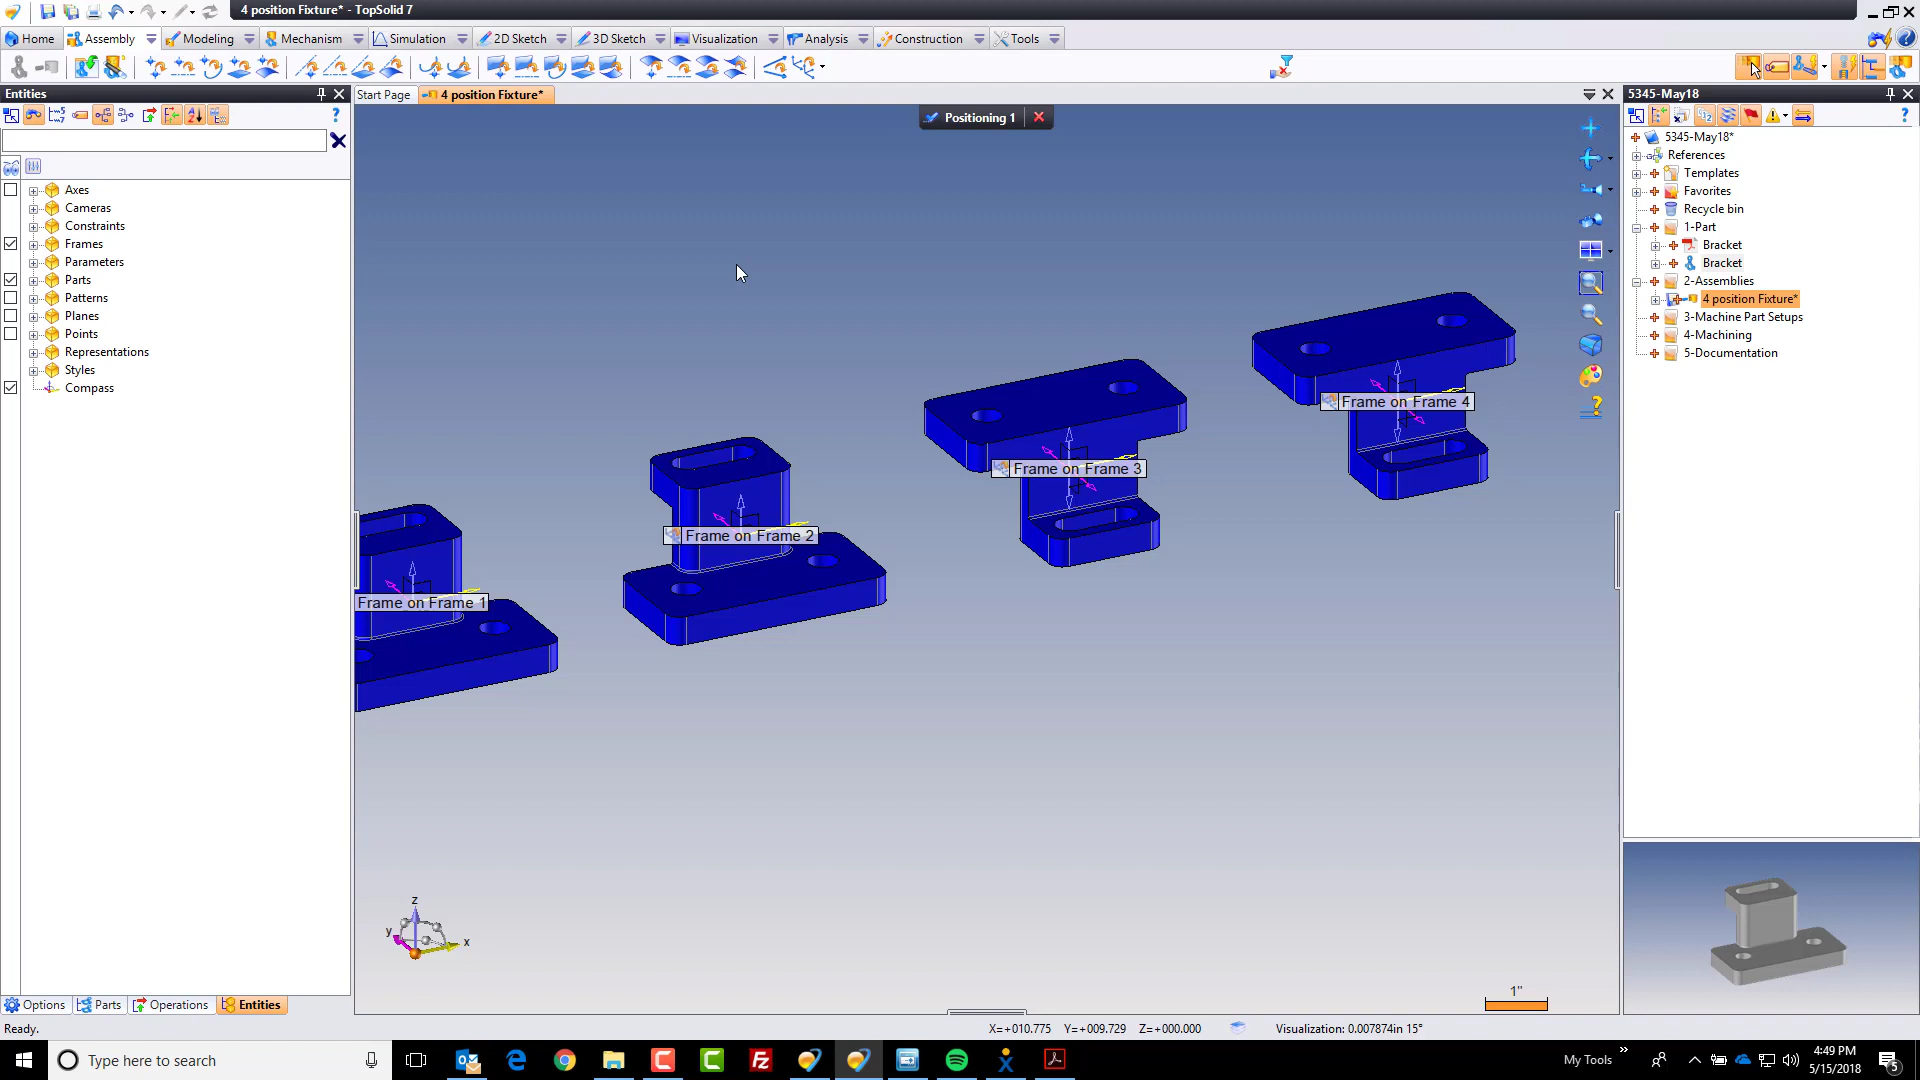 4 position Fixture* - TopSolid 7
Home
Assembly
Modeling
Mechanism
Simulation
2D Sketch
3D Sketch
Visualization
Analysis
Construction
Tools
Entities
Start Page
4 position Fixture*
5345-May18
Positioning 1
Axes
Cameras
Constraints
Frames
Parameters
Parts
Patterns
Planes
Points
Representations
Styles
Compass
5345-May18*
References
Templates
Favorites
Recycle bin
1-Part
Bracket
Bracket
2-Assemblies
4 position Fixture*
3-Machine Part Setups
4-Machining
5-Documentation
Frame on Frame 4
Frame on Frame 3
Frame on Frame 2
Frame on Frame 1
z
y
x
1"
Options
Parts
Operations
Entities
Ready.
X=+010.775 Y=+009.729 Z=+000.000
Visualization: 0.007874in 15°
Type here to search
My Tools
4:49 PM
5/15/2018
5